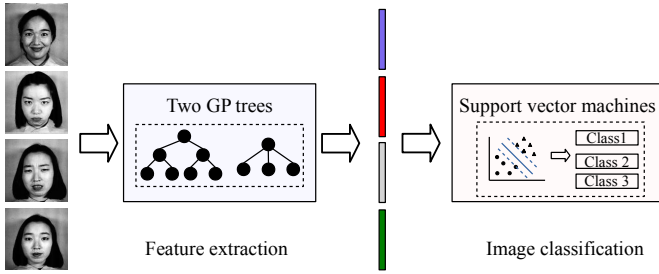 Two GP trees
Support vector machines
Class1
Class 2
Class 3
Feature extraction
Image classification